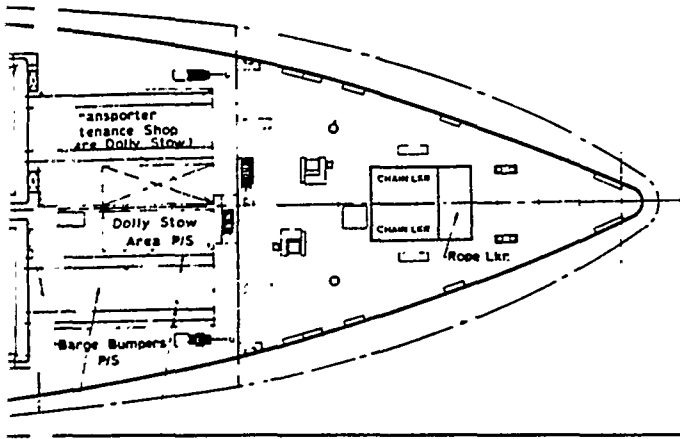 ansporter
tenance Shop
are Dolly Stow)
Dolly Stow
Area P/S
Barge Bumpers
P/S
CHAIN LKR
CHAIN LKR
Rope Lkr.